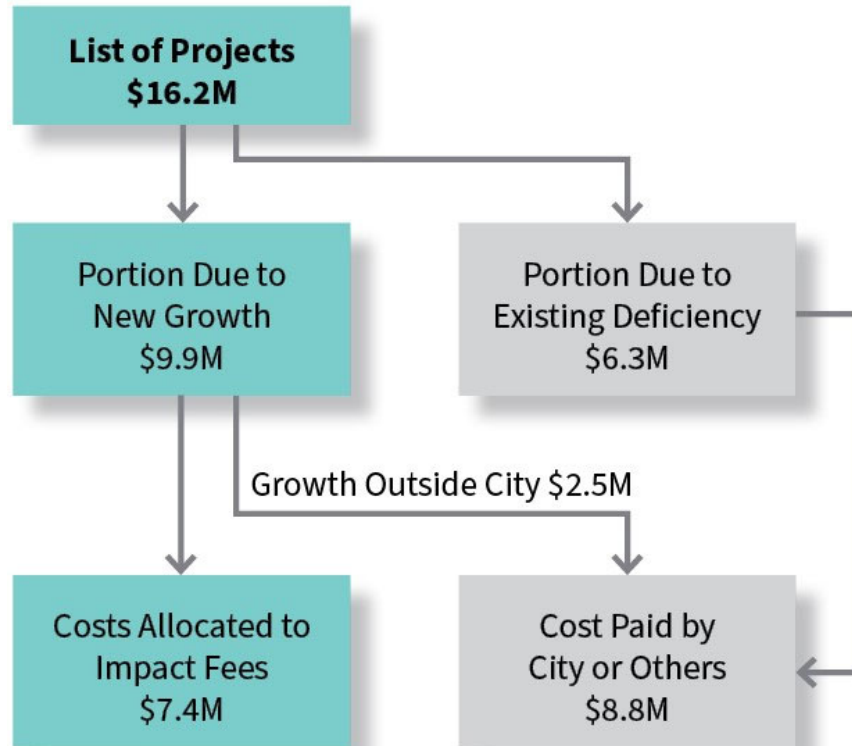 List of Projects
$16.2M
Portion Due to
New Growth
$9.9M
Portion Due to
Existing Deficiency
$6.3M
Growth Outside City $2.5M
Costs Allocated to
Impact Fees
$7.4M
Cost Paid by
City or Others
$8.8M